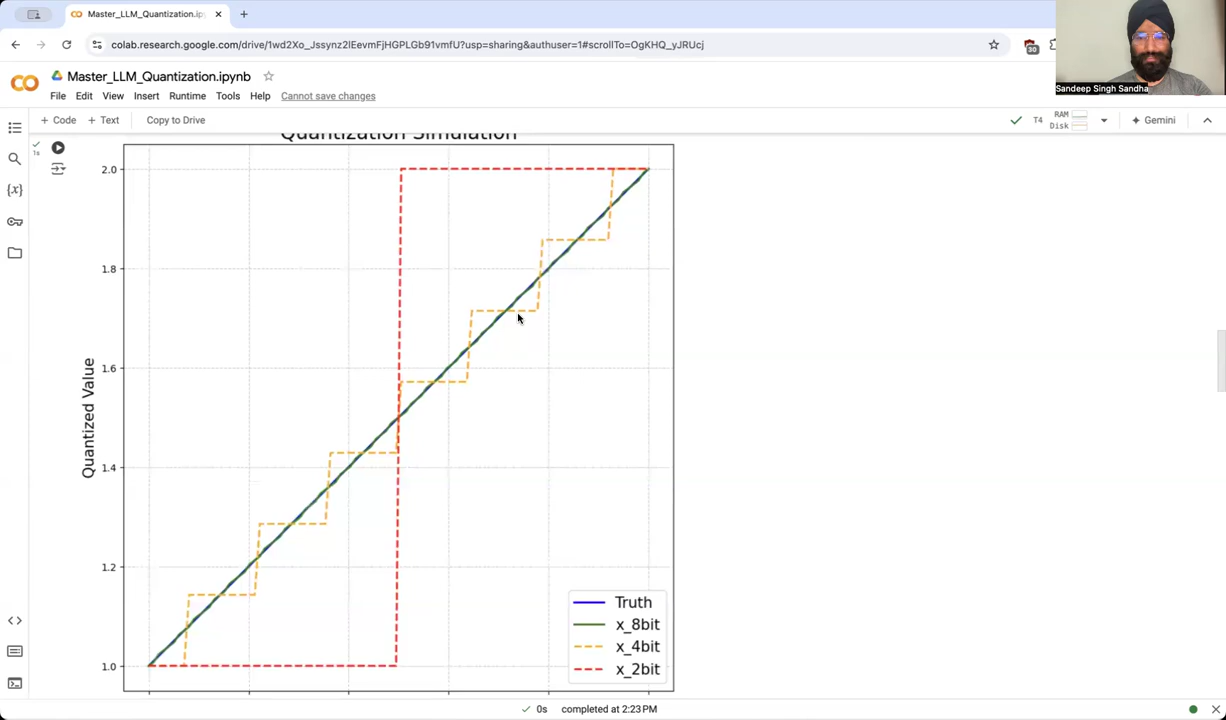 Master_LLM_Quantization.ip
colab.research.google.com/drive/1wd2Xo_Jssynz2lEevmFjHGPLGb91vmfU?usp=sharing&authuser=1#scrollTo=OgKHQ_yJRUcj
30
Sandeep Singh Sandha
Master_LLM_Quantization.ipynb
File Edit View Insert Runtime Tools Help Cannot save changes
+ Code + Text Copy to Drive
T4 RAM Disk Gemini
1s
Quantization Simulation
2.0
1.8
1.6
1.4
1.2
1.0
Quantized Value
Truth
x_8bit
x_4bit
x_2bit
0s completed at 2:23 PM